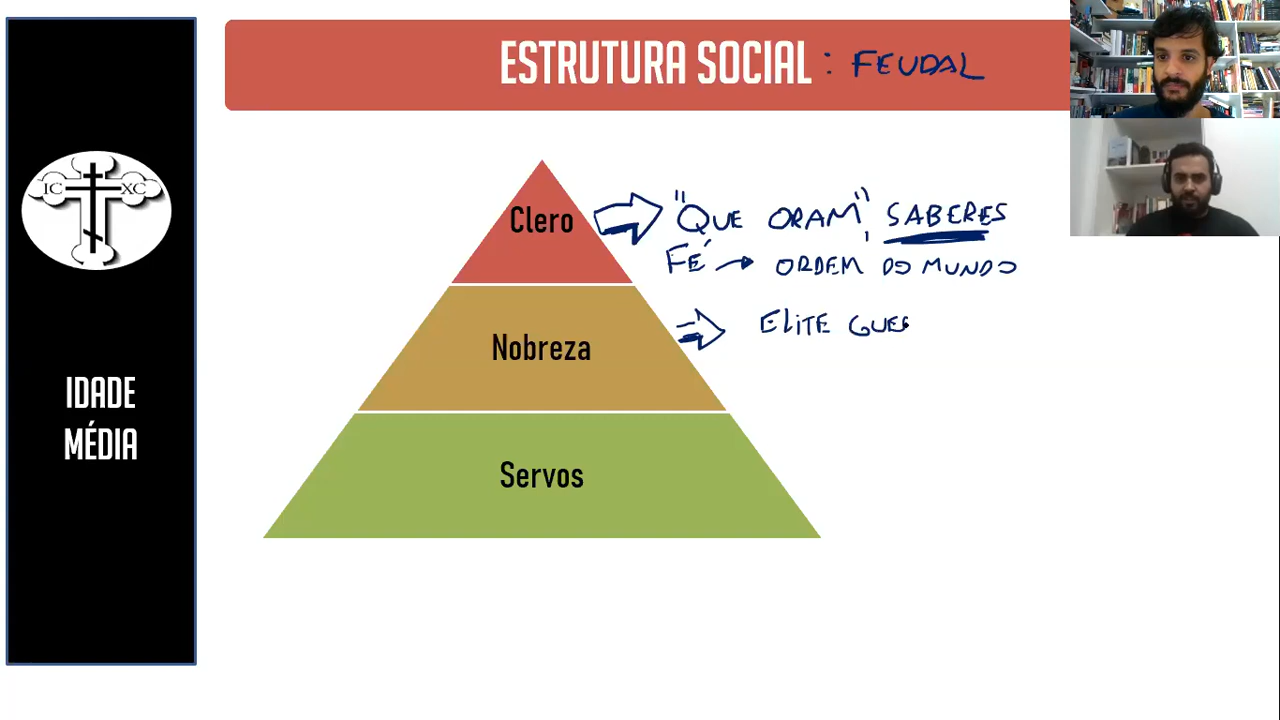 ESTRUTURA SOCIAL : FEUDAL
IC XC
IDADE
MÉDIA
Clero
"QUE ORAM", SABERES
FÉ → ORDEM DO MUNDO
Nobreza
ELITE GUE
Servos